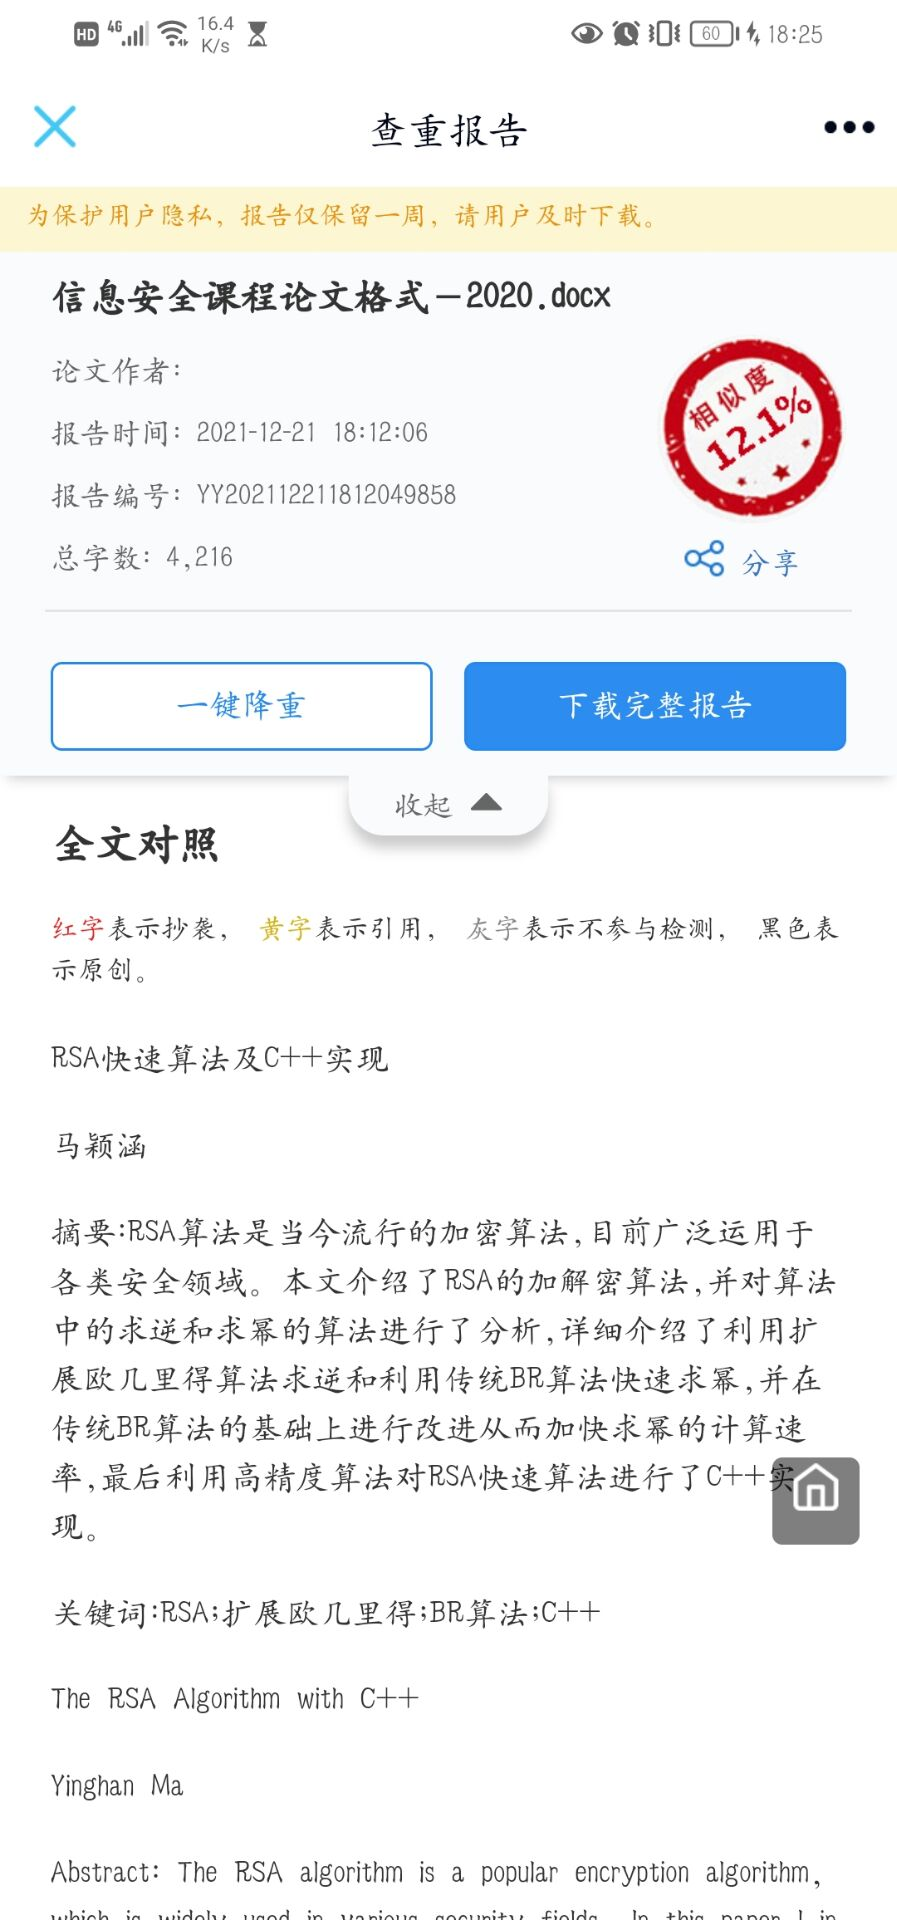 HD 4G 16.4 K/s 60 18:25
查重报告
为保护用户隐私，报告仅保留一周，请用户及时下载。
信息安全课程论文格式－2020.docx
论文作者：
报告时间：2021-12-21 18:12:06
报告编号：YY202112211812049858
总字数：4,216
相似度
12.1%
分享
一键降重
下载完整报告
收起
全文对照
红字表示抄袭， 黄字表示引用， 灰字表示不参与检测， 黑色表
示原创。
RSA快速算法及C++实现
马颖涵
摘要:RSA算法是当今流行的加密算法,目前广泛运用于
各类安全领域。本文介绍了RSA的加解密算法,并对算法
中的求逆和求幂的算法进行了分析,详细介绍了利用扩
展欧几里得算法求逆和利用传统BR算法快速求幂,并在
传统BR算法的基础上进行改进从而加快求幂的计算速
率,最后利用高精度算法对RSA快速算法进行了C++实
现。
关键词:RSA;扩展欧几里得;BR算法;C++
The RSA Algorithm with C++
Yinghan Ma
Abstract: The RSA algorithm is a popular encryption algorithm,
which is widely used in various security fields. In this paper I in